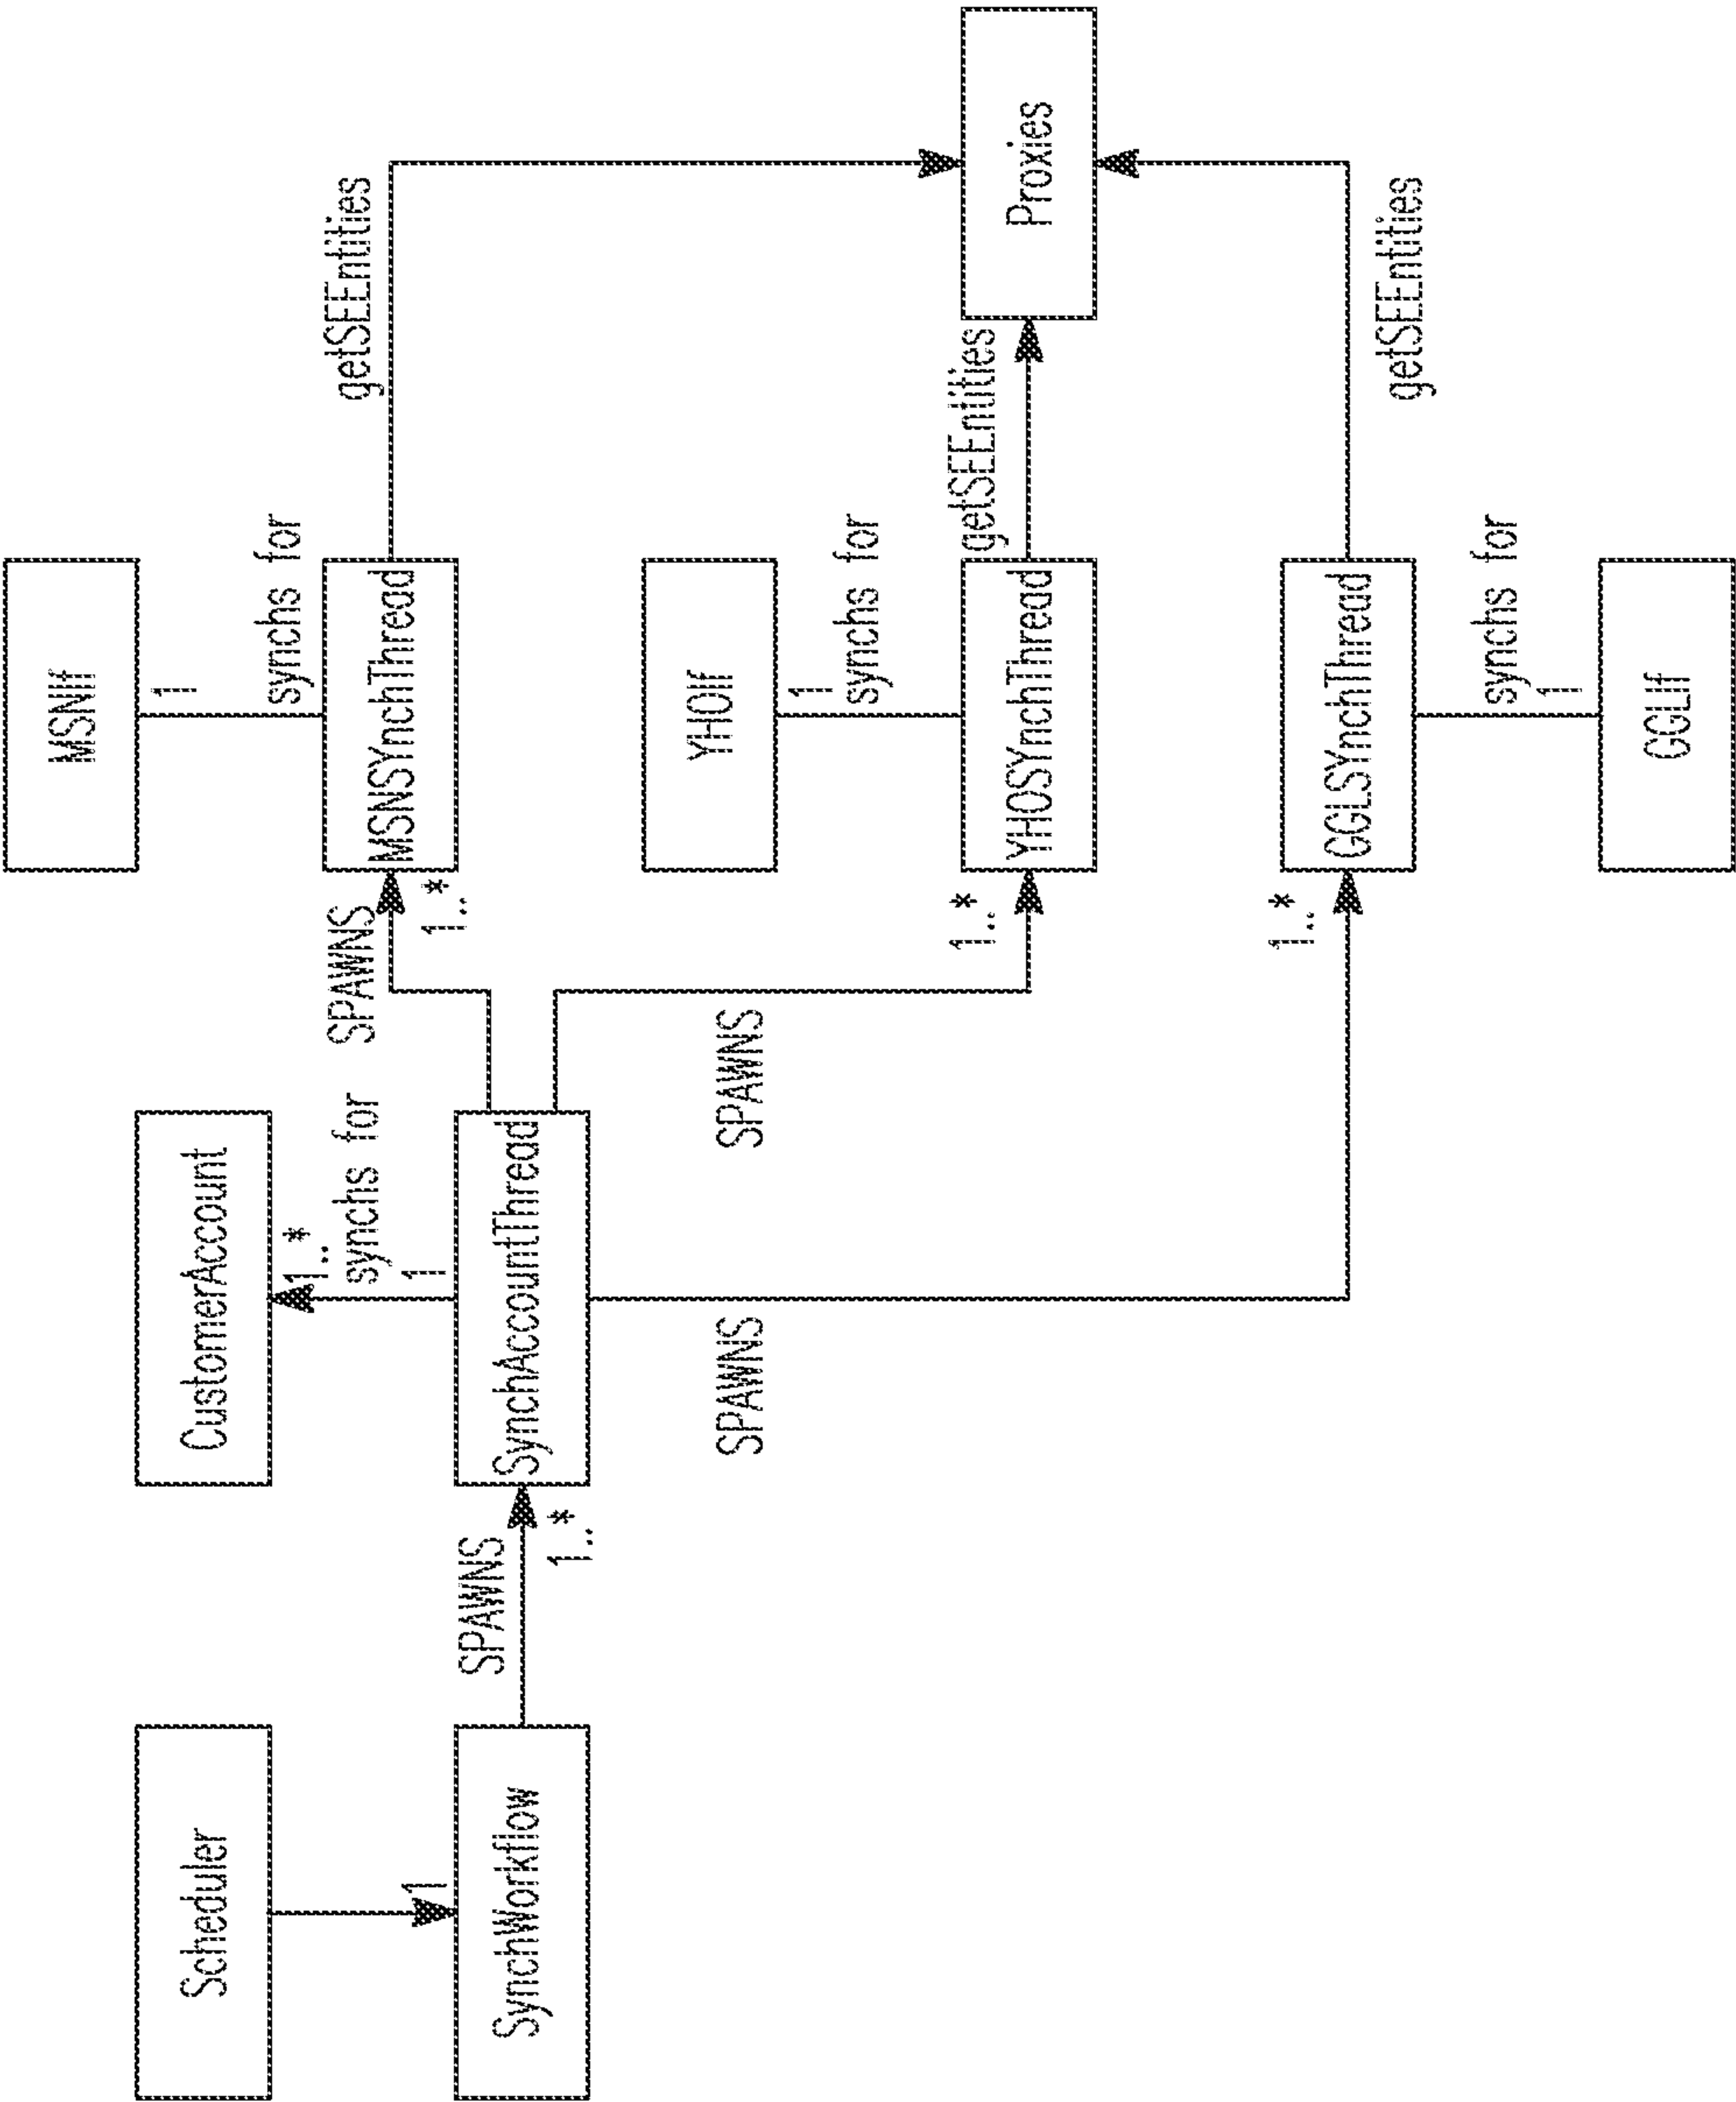 MSNIf
1
synchs for
Scheduler
CustomerAccount
1..*
synchs for
1
SPAWNS
MSNSYnchThread
1..*
getSEEntities
1
SynchWorkflow
SPAWNS
1..*
SynchAccountThread
YHOIf
1
synchs for
SPAWNS
SPAWNS
1..*
YHOSYnchThread
getSEEntities
Proxies
1..*
GGLSYnchThread
getSEEntities
synchs for
1
GGLIf